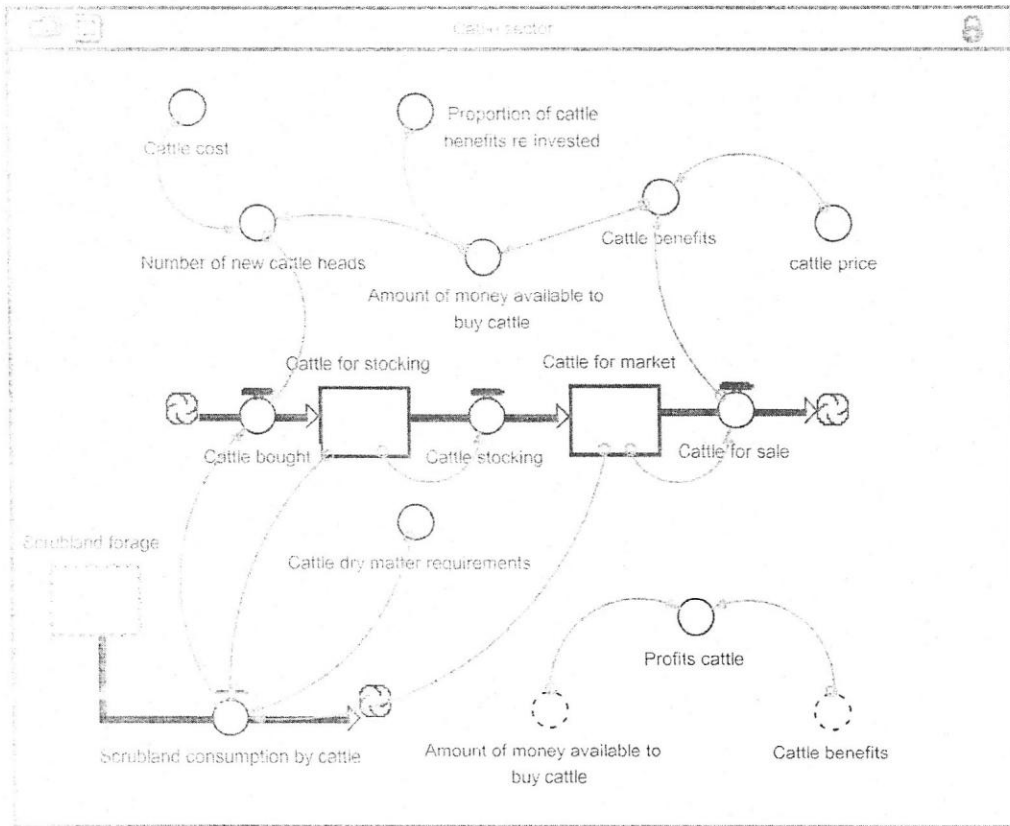 Cattle sector
Proportion of cattle
benefits re invested
Cattle cost
Cattle benefits
Number of new cattle heads
cattle price
Amount of money available to
buy cattle
Cattle for stocking
Cattle for market
Cattle bought
Cattle stocking
Cattle for sale
Scrubland forage
Cattle dry matter requirements
Profits cattle
Scrubland consumption by cattle
Amount of money available to
buy cattle
Cattle benefits